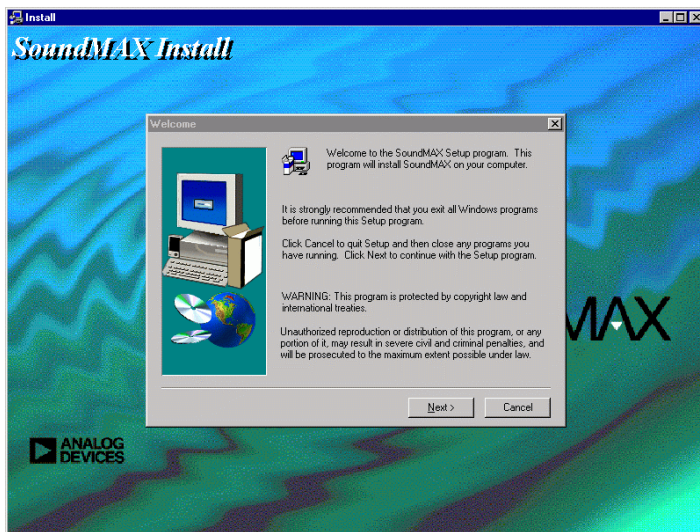 Install
SoundMAX Install
Welcome
Welcome to the SoundMAX Setup program. This
program will install SoundMAX on your computer.
It is strongly recommended that you exit all Windows programs
before running this Setup program.
Click Cancel to quit Setup and then close any programs you
have running. Click Next to continue with the Setup program.
WARNING: This program is protected by copyright law and
international treaties.
Unauthorized reproduction or distribution of this program, or any
portion of it, may result in severe civil and criminal penalties, and
will be prosecuted to the maximum extent possible under law.
MAX
Next >
Cancel
ANALOG
DEVICES